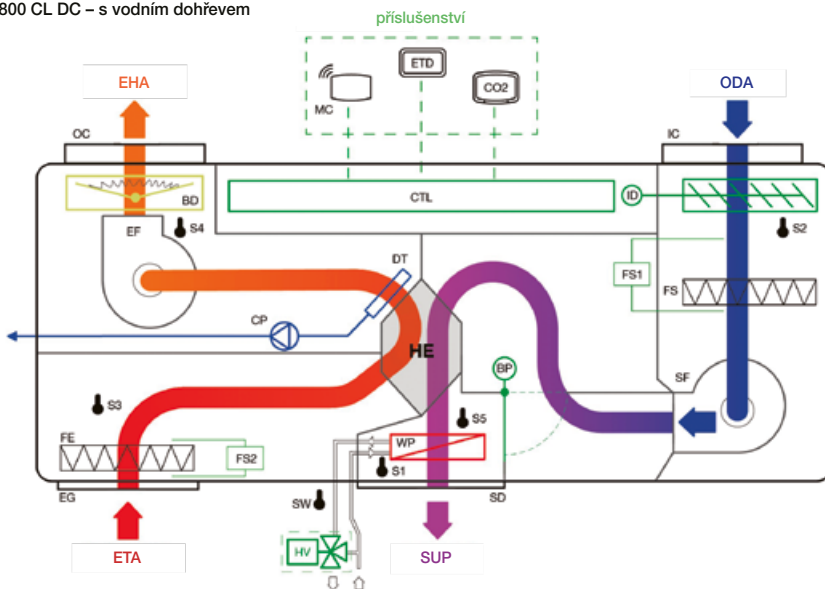 800 CL DC – s vodním dohřevem
příslušenství
EHA
MC
ETD
CO2
ODA
OC
IC
BD
CTL
ID
EF
S4
S2
DT
FS1
FS
CP
HE
BP
SF
S3
S5
FE
FS2
WP
S1
EG
SW
SD
ETA
HV
SUP